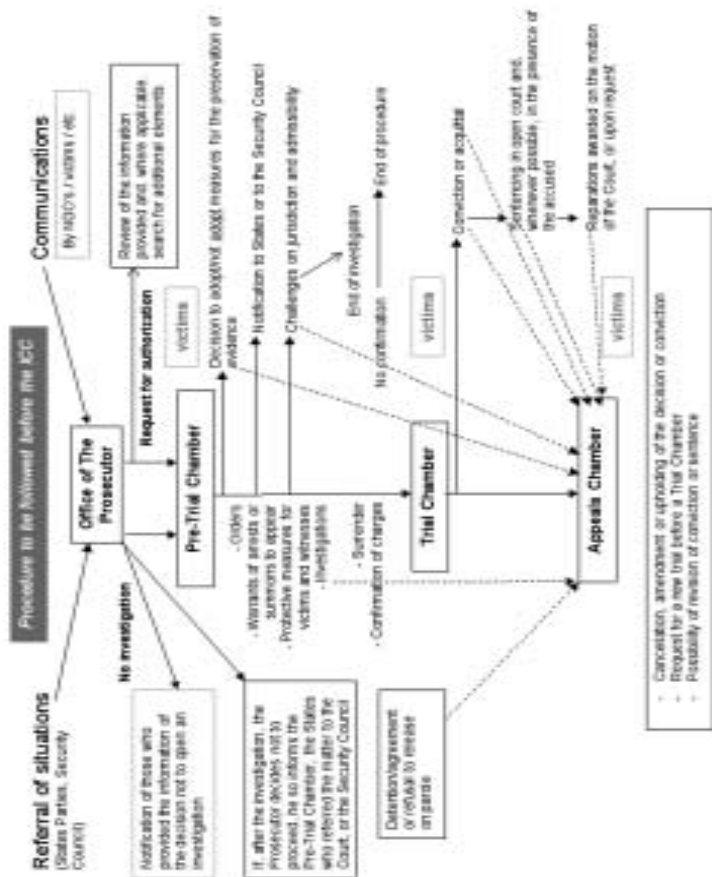 Procedure to be followed before the ICC
Referral of situations
(States Parties, Security
Council)
Communications
By NGO's / victims / etc.
Office of The
Prosecutor
No investigation
Request for authorization
Review of the information
provided and, where applicable
search for additional elements
Notification of those who
provided the information of
the decision not to open an
investigation
victims
Pre-Trial Chamber
Decision to adopt/not adopt measures for the preservation of
evidence
If, after the investigation, the
Prosecutor decides not to
proceed, he so informs the
Pre-Trial Chamber, the States
who referred the matter to the
Court, or the Security Council
- Orders
- Warrants of arrests or
summons to appear
- Protective measures for
victims and witnesses
- Investigations
Notification to States or to the Security Council
Challenges on jurisdiction and admissibility
End of investigation
- Surrender
- Confirmation of charges
No confirmation
End of procedure
Detention/agreement
or refusal to release
on parole
Trial Chamber
victims
Conviction or acquittal
Sentencing in open court and,
whenever possible, in the presence of
the accused
Reparations awarded on the motion
of the Court, or upon request
Appeals Chamber
victims
- Cancelation, amendment or upholding of the decision or conviction
- Request for a new trial before a Trial Chamber
- Possibility of revision of conviction or sentence